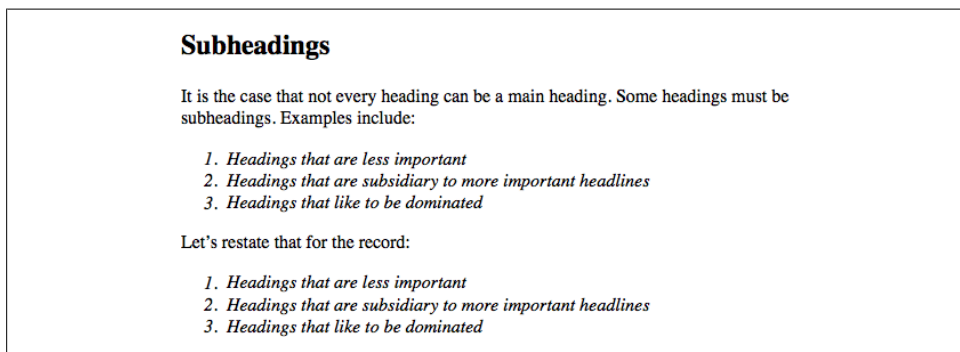 Subheadings
It is the case that not every heading can be a main heading. Some headings must be
subheadings. Examples include:
1. Headings that are less important
2. Headings that are subsidiary to more important headlines
3. Headings that like to be dominated
Let’s restate that for the record:
1. Headings that are less important
2. Headings that are subsidiary to more important headlines
3. Headings that like to be dominated